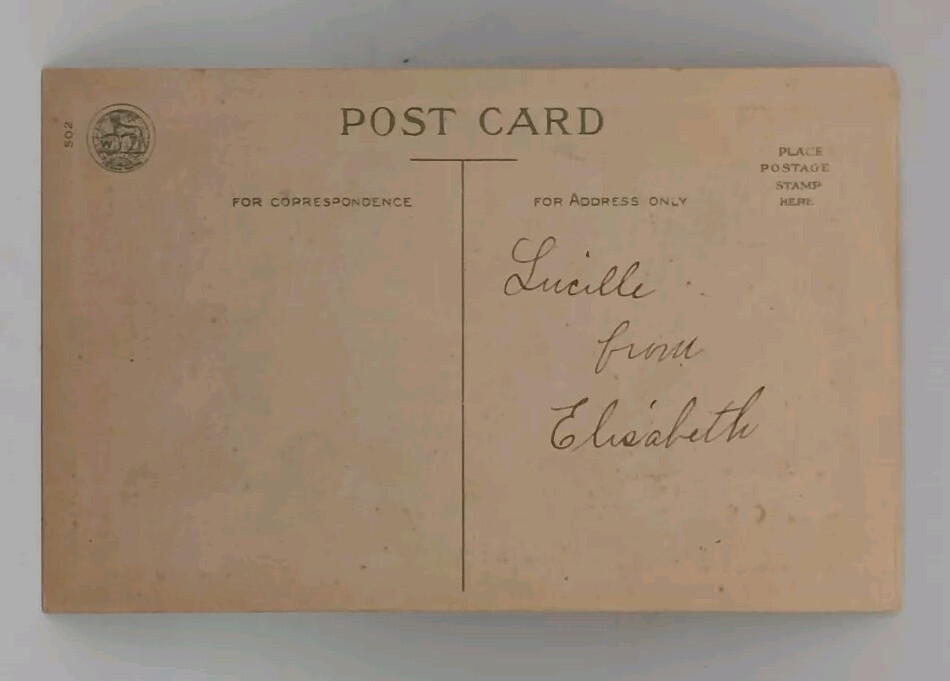 502
POST CARD
FOR CORRESPONDENCE
FOR ADDRESS ONLY
PLACE
POSTAGE
STAMP
HERE
Lucille
from
Elisabeth